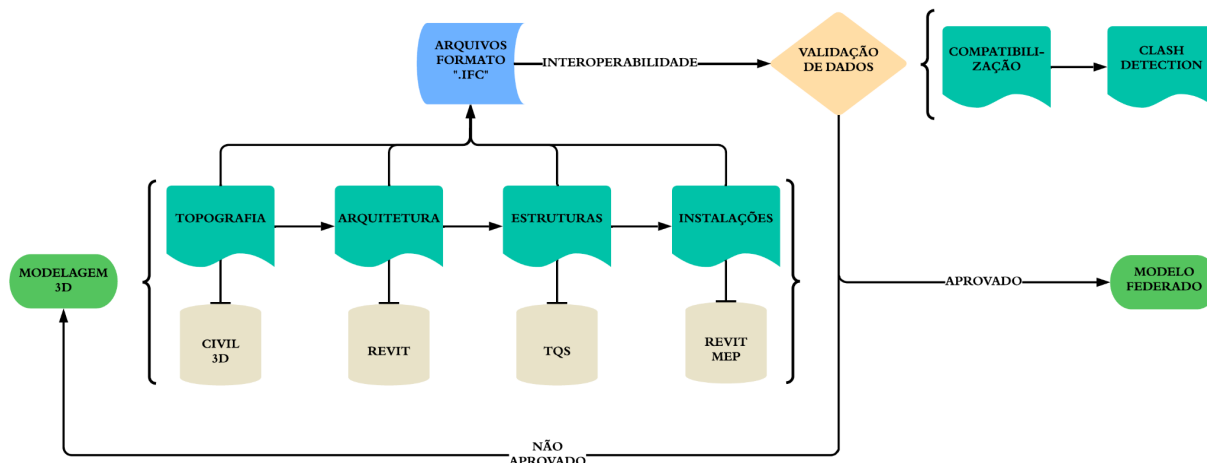 ARQUIVOS
FORMATO
".IFC"
INTEROPERABILIDADE
VALIDAÇÃO
DE DADOS
COMPATIBILI-
ZAÇÃO
CLASH
DETECTION
TOPOGRAFIA
ARQUITETURA
ESTRUTURAS
INSTALAÇÕES
MODELAGEM
3D
APROVADO
MODELO
FEDERADO
CIVIL
3D
REVIT
TQS
REVIT
MEP
NÃO
APROVADO